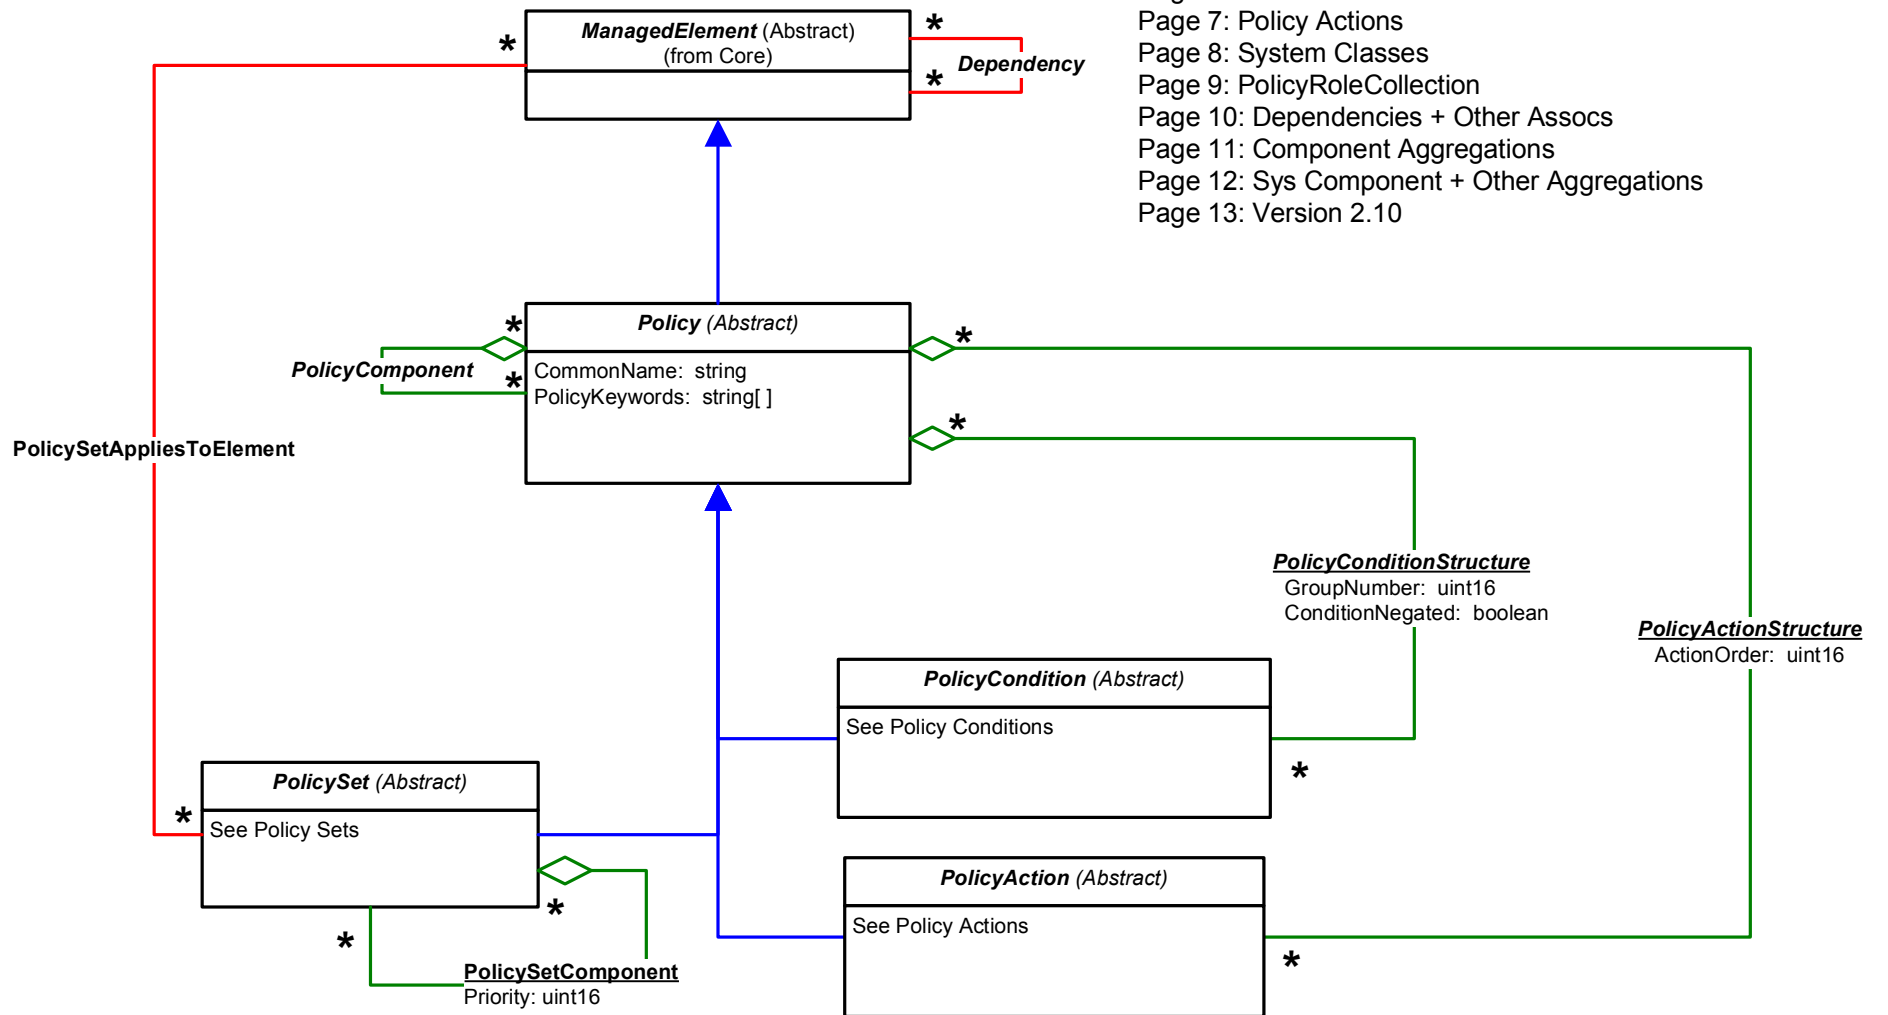 Page 7: Policy Actions
Page 8: System Classes
Page 9: PolicyRoleCollection
Page 10: Dependencies + Other Assocs
Page 11: Component Aggregations
Page 12: Sys Component + Other Aggregations
Page 13: Version 2.10
ManagedElement (Abstract)
(from Core)
*
*
*
Dependency
Policy (Abstract)
CommonName: string
PolicyKeywords: string[ ]
*
*
PolicyComponent
*
*
PolicySetAppliesToElement
PolicyConditionStructure
GroupNumber: uint16
ConditionNegated: boolean
PolicyActionStructure
ActionOrder: uint16
PolicyCondition (Abstract)
See Policy Conditions
*
PolicySet (Abstract)
See Policy Sets
*
*
*
PolicySetComponent
Priority: uint16
PolicyAction (Abstract)
See Policy Actions
*